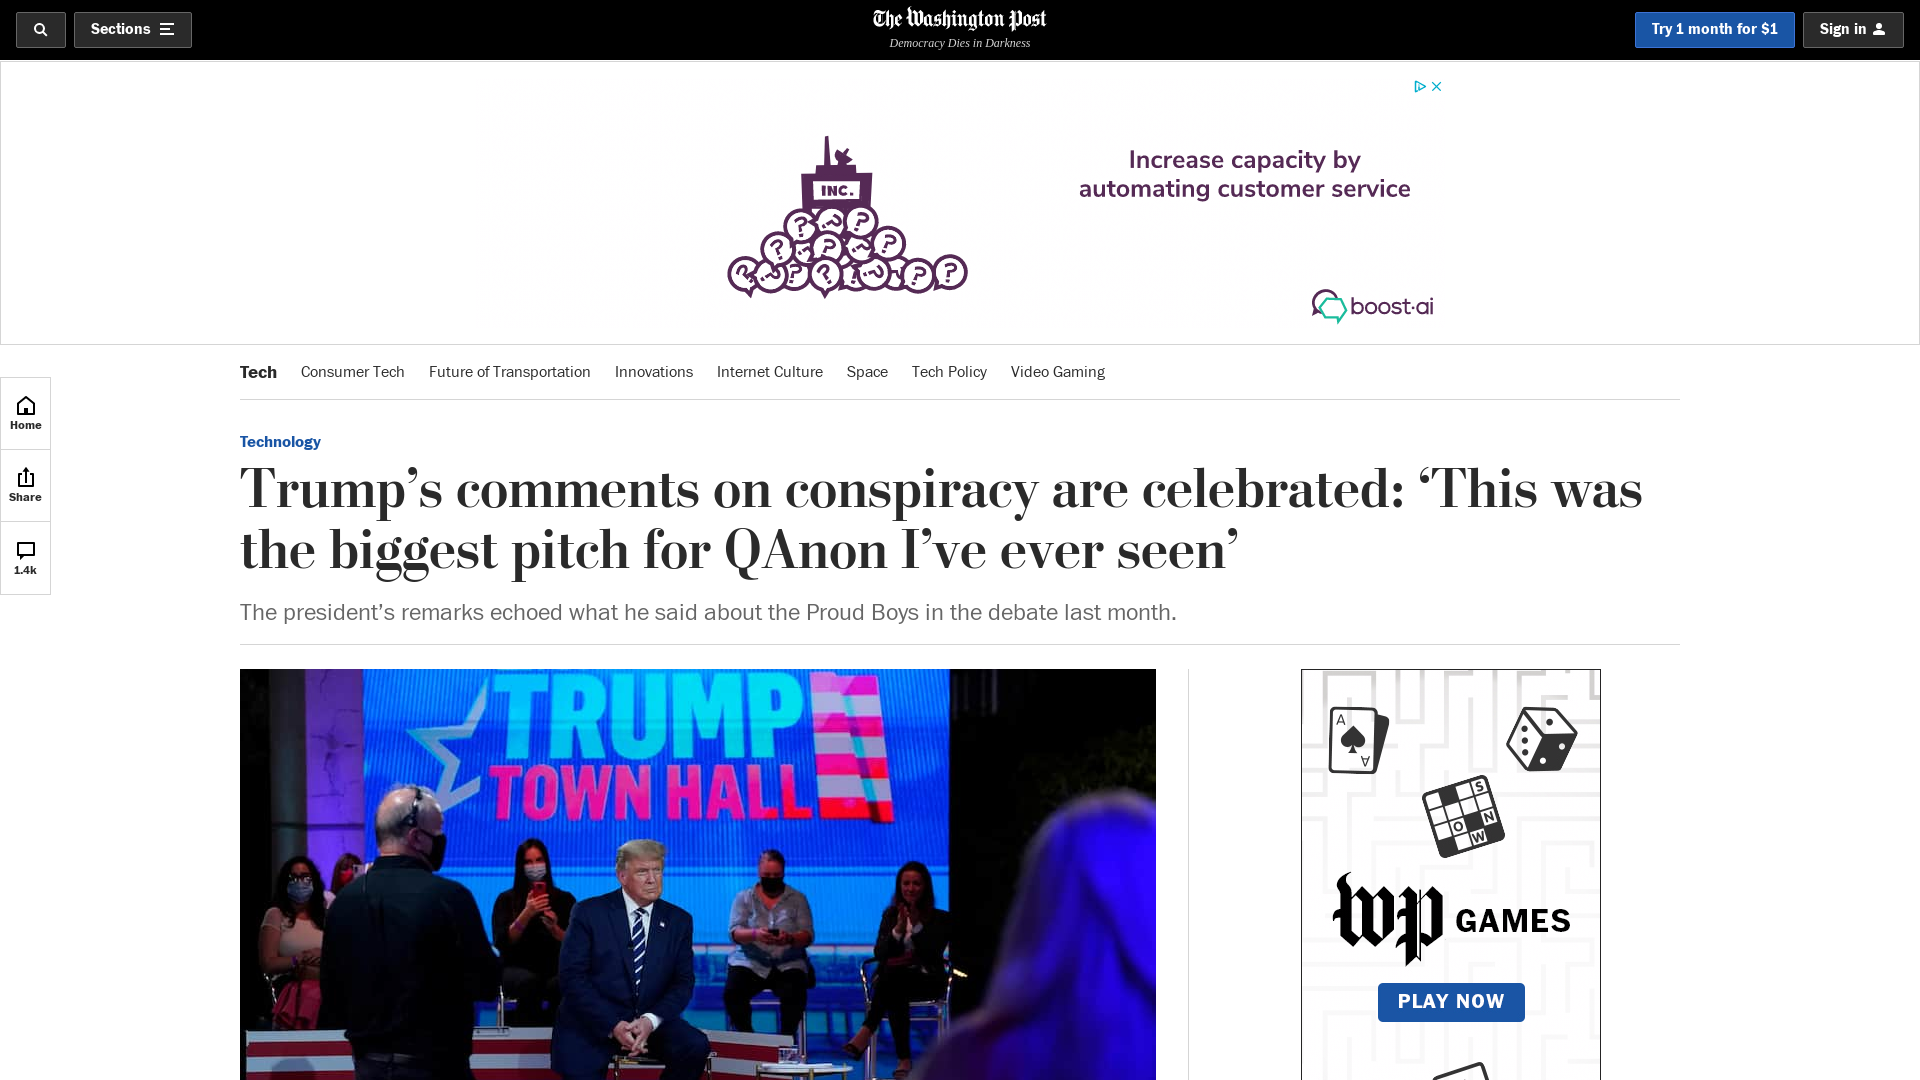 Sections
The Washington Post
Democracy Dies in Darkness
Try 1 month for $1
Sign in
INC.
? ? ? ? ? ? ? ? ? ? ? ? ? ? ?
Increase capacity by
automating customer service
boost.ai
Home
Share
1.4k
Tech Consumer Tech Future of Transportation Innovations Internet Culture Space Tech Policy Video Gaming
Technology
Trump’s comments on conspiracy are celebrated: ‘This was
the biggest pitch for QAnon I’ve ever seen’
The president’s remarks echoed what he said about the Proud Boys in the debate last month.
TRUMP
TOWN HALL
A
A
S
O N
W
wp GAMES
PLAY NOW